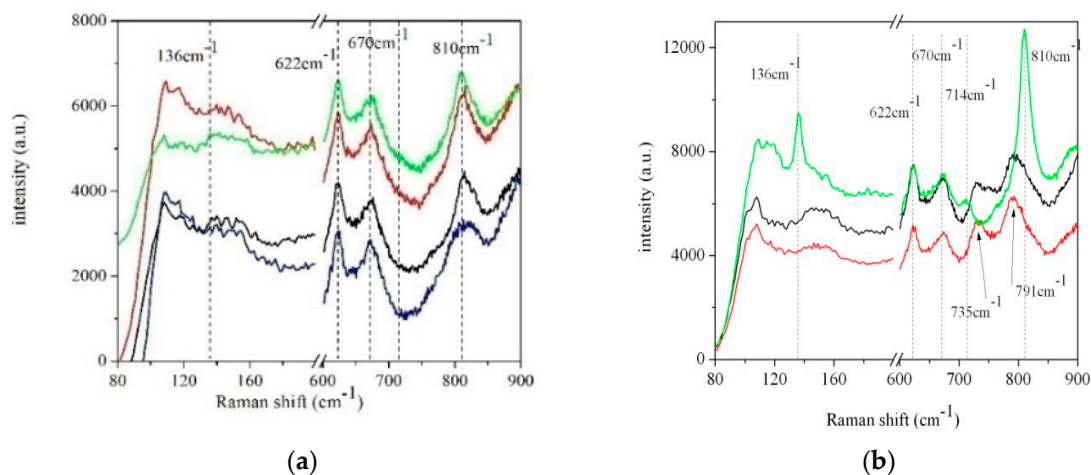 8000
6000
4000
2000
0
intensity (a.u.)
136cm-1
622cm-1
670cm-1
810cm-1
80 120 160 600 700 800 900
Raman shift (cm-1)
(a)
12000
8000
4000
0
intensity (a.u.)
136cm-1
622cm-1
670cm-1
714cm-1
810cm-1
735cm-1
791cm-1
80 120 160 600 700 800 900
Raman shift (cm-1)
(b)